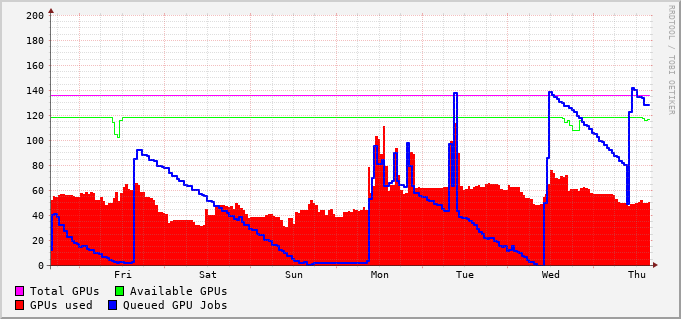 200
180
160
140
120
100
80
60
40
20
0
Fri Sat Sun Mon Tue Wed Thu
Total GPUs Available GPUs
GPUs used Queued GPU Jobs
RRDTOOL / TOBI OETIKER